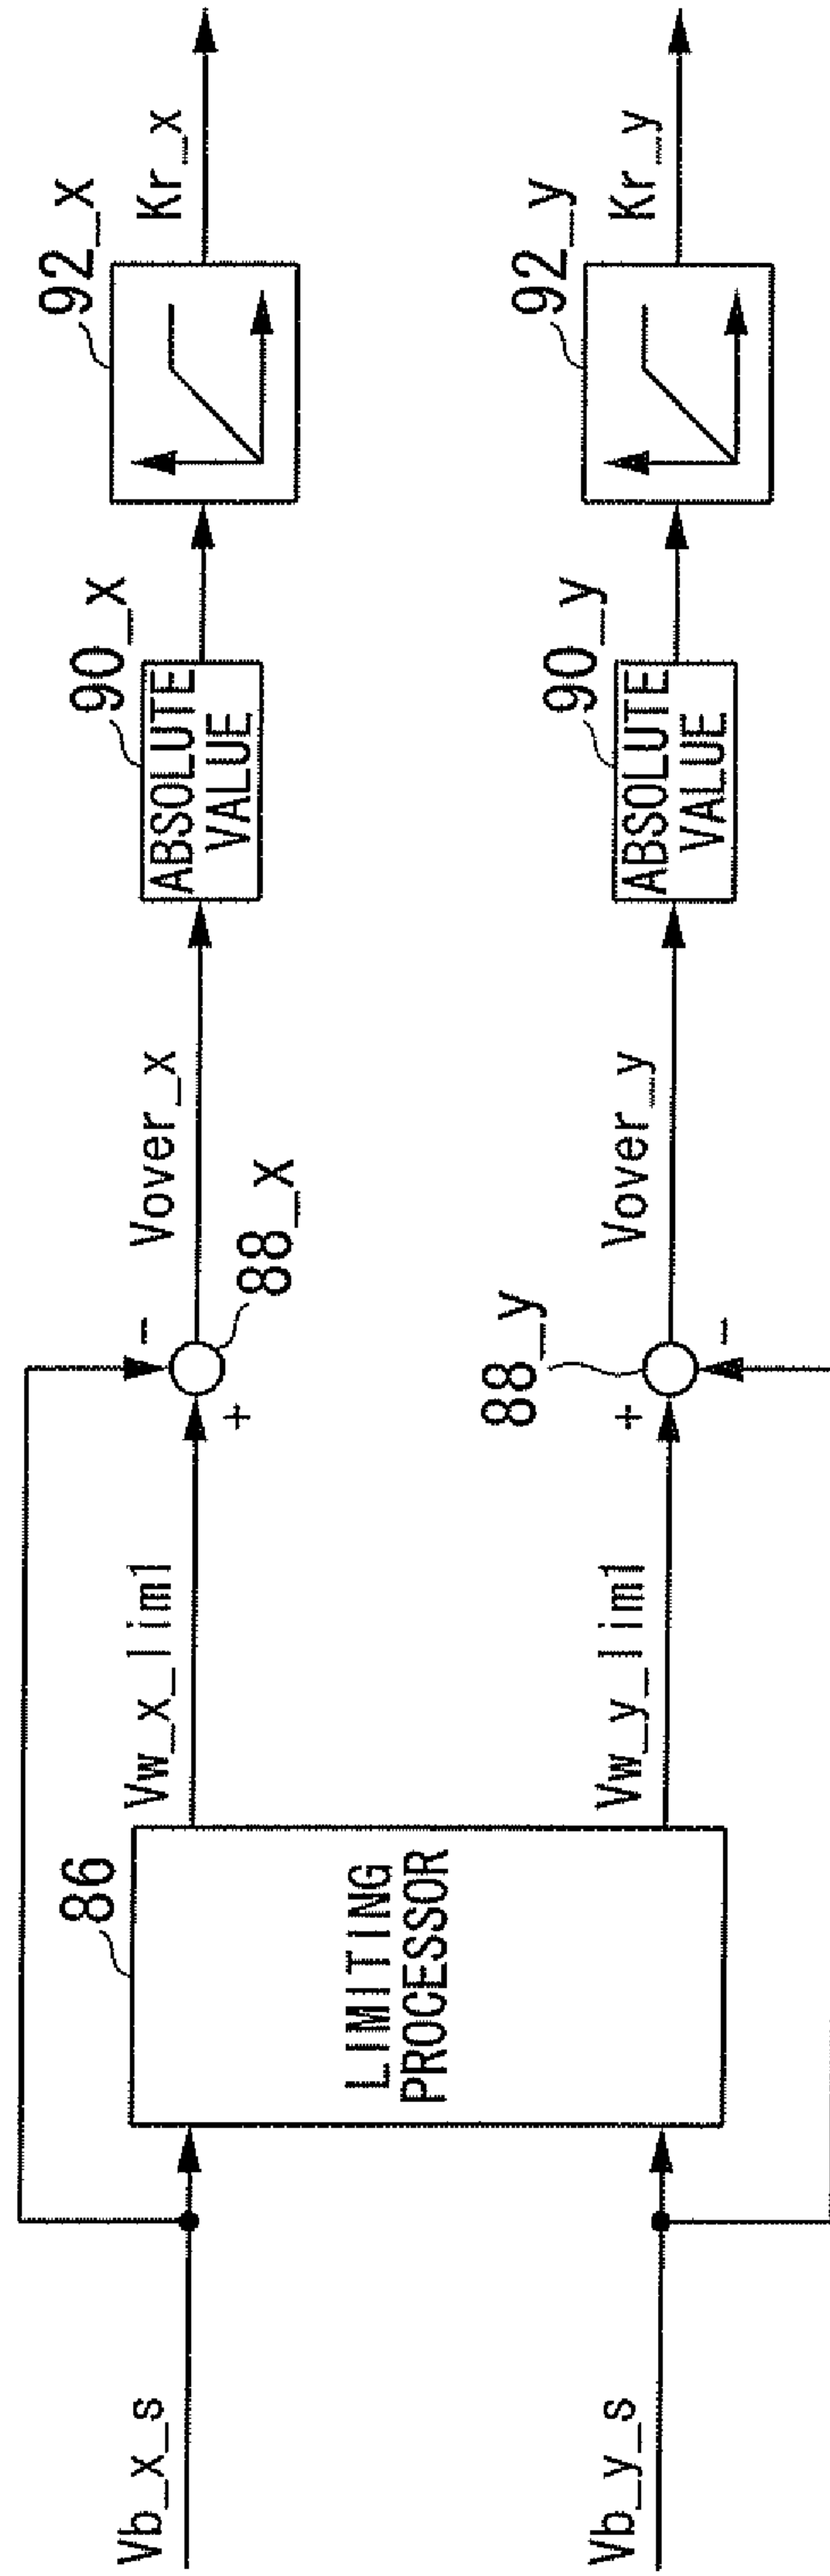 Vb_x_s
Vb_y_s
86
LIMITING
PROCESSOR
Vw_x_lim1
Vw_y_lim1
+
-
88_x
88_y
+
-
Vover_x
Vover_y
90_x
ABSOLUTE
VALUE
90_y
ABSOLUTE
VALUE
92_x
92_y
Kr_x
Kr_y